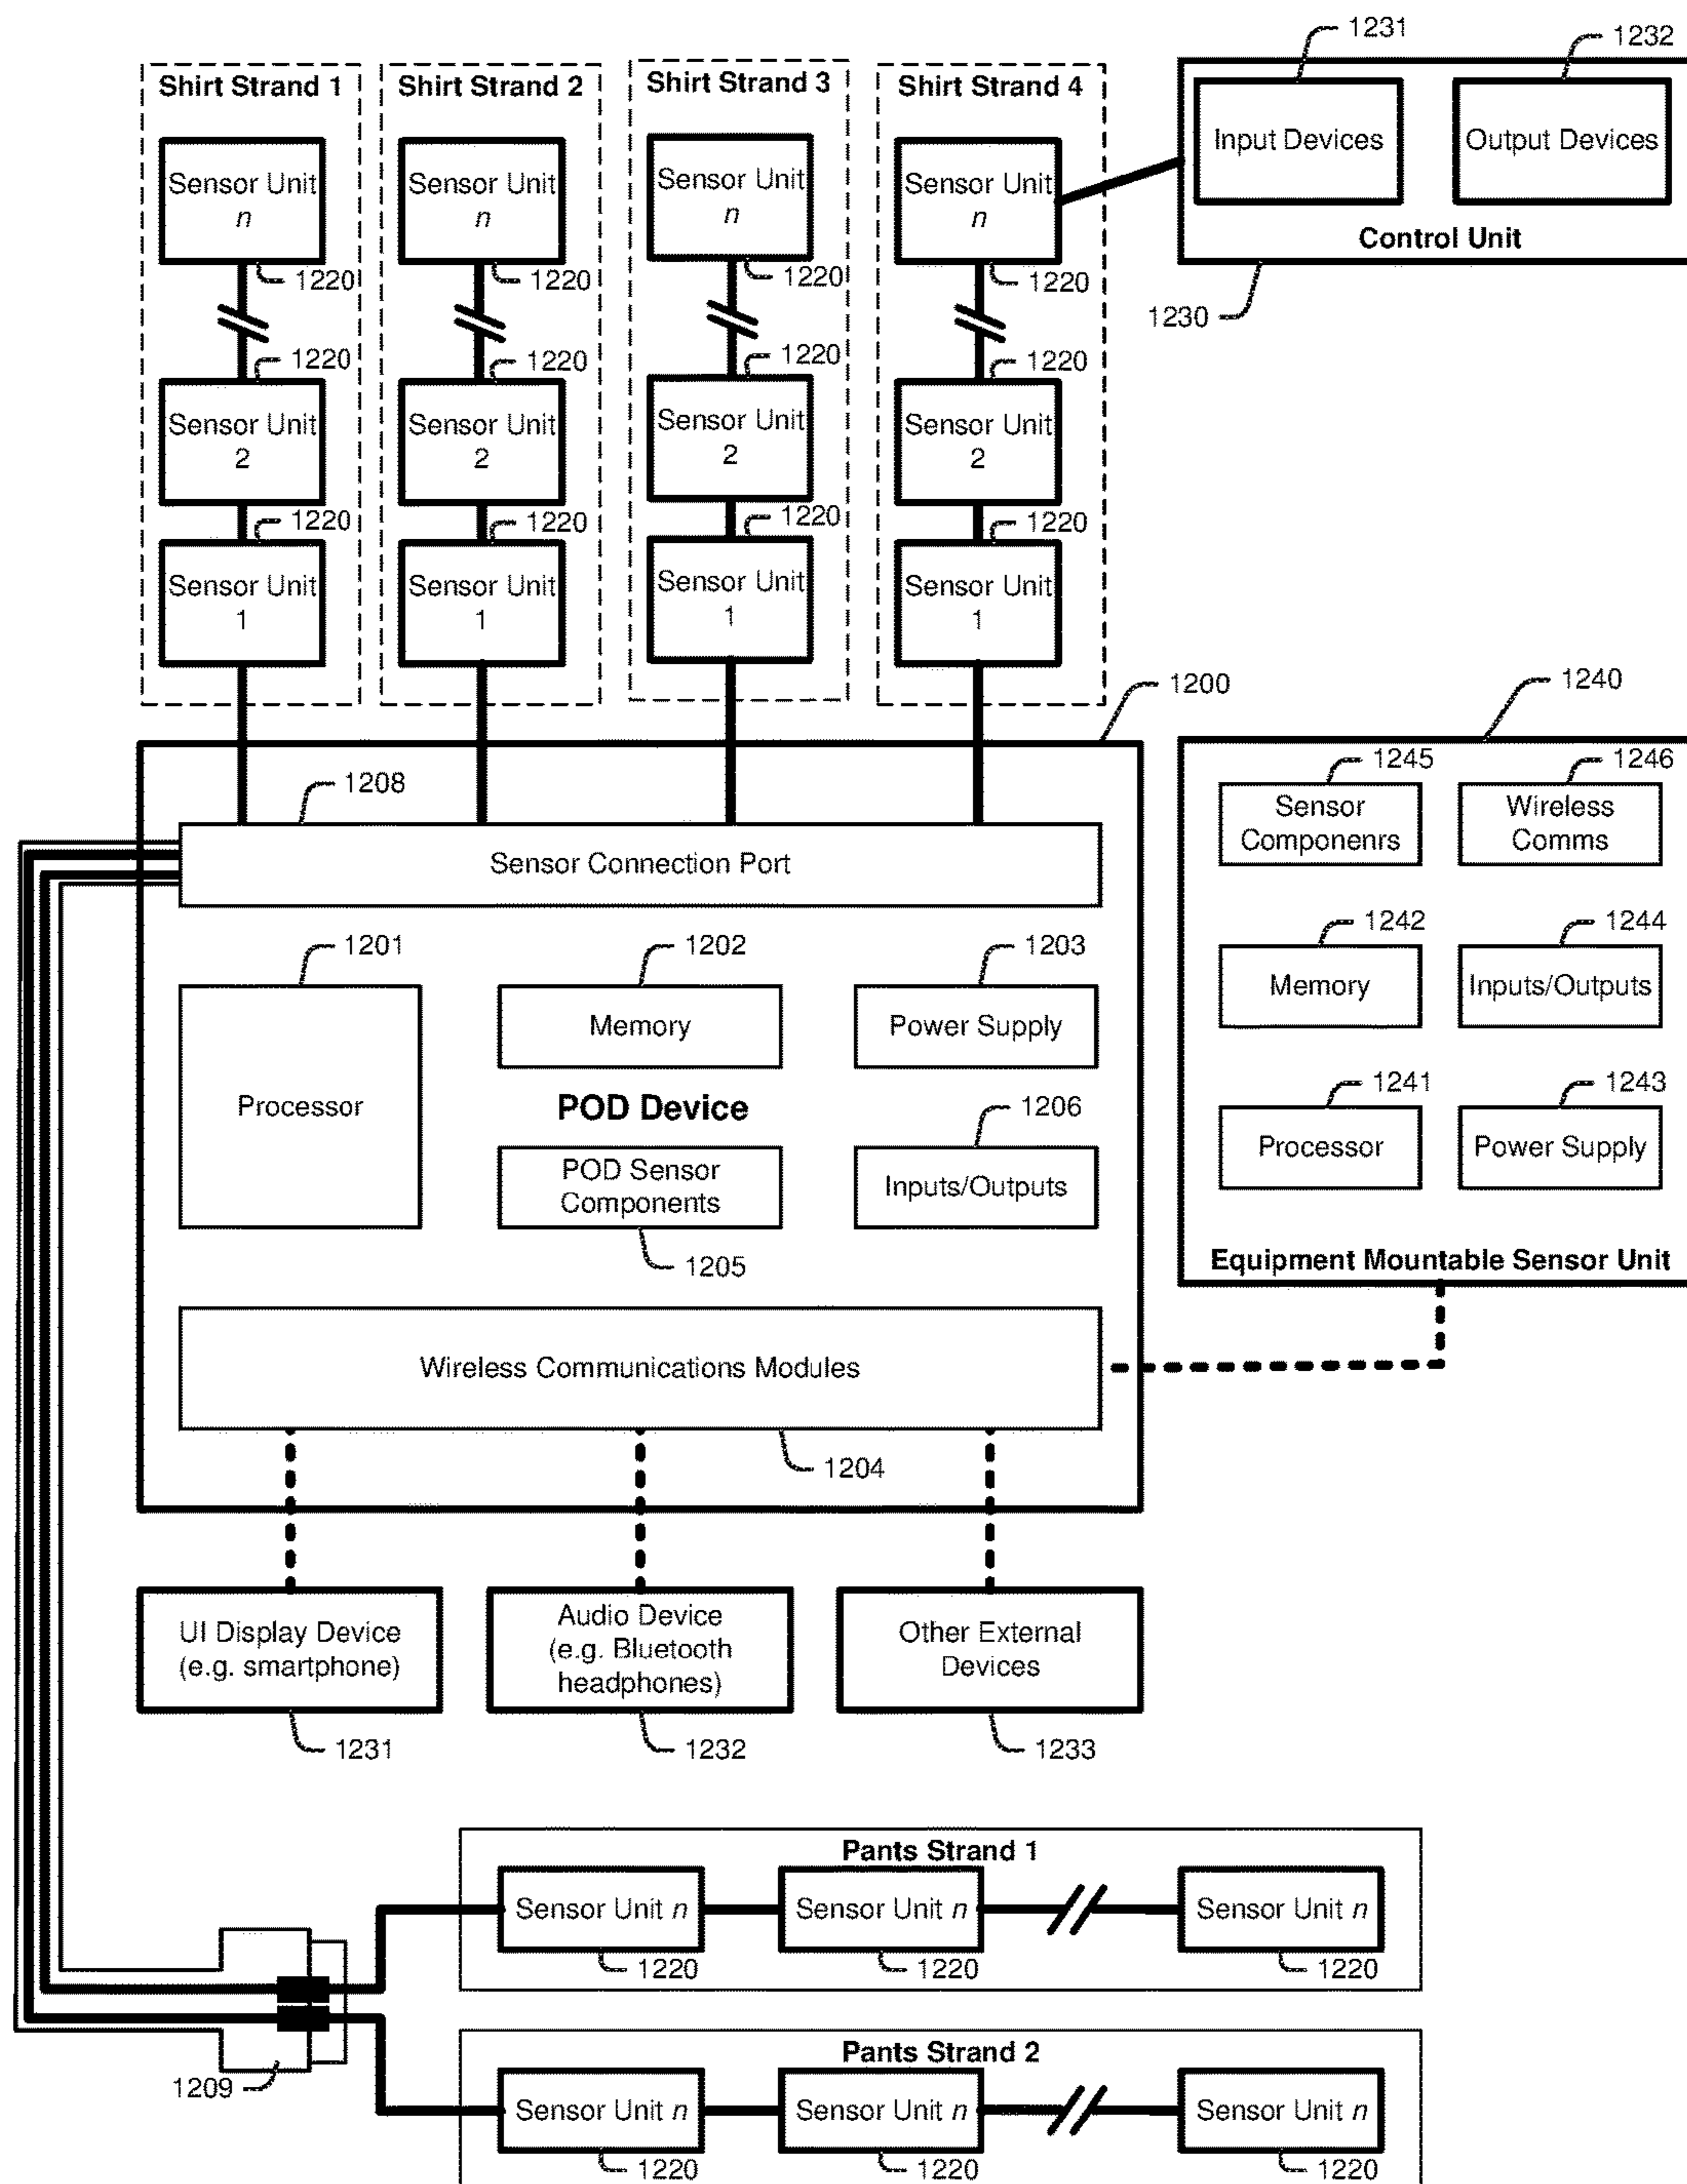 1231
1232
Shirt Strand 1
Shirt Strand 2
Shirt Strand 3
Shirt Strand 4
Input Devices
Output Devices
Control Unit
1230
Sensor Unit
n
Sensor Unit
n
Sensor Unit
n
Sensor Unit
n
1220
1220
1220
1220
1220
1220
1220
1220
Sensor Unit
2
Sensor Unit
2
Sensor Unit
2
Sensor Unit
2
1220
1220
1220
1220
Sensor Unit
1
Sensor Unit
1
Sensor Unit
1
Sensor Unit
1
1200
1240
1208
Sensor Connection Port
1245
1246
Sensor
Componenrs
Wireless
Comms
1201
1202
1203
1242
1244
Processor
Memory
Power Supply
Memory
Inputs/Outputs
POD Device
1206
1241
1243
POD Sensor
Components
Inputs/Outputs
Processor
Power Supply
1205
Equipment Mountable Sensor Unit
Wireless Communications Modules
1204
UI Display Device
(e.g. smartphone)
Audio Device
(e.g. Bluetooth
headphones)
Other External
Devices
1231
1232
1233
Pants Strand 1
Sensor Unit n
Sensor Unit n
Sensor Unit n
1220
1220
1220
1209
Pants Strand 2
Sensor Unit n
Sensor Unit n
Sensor Unit n
1220
1220
1220